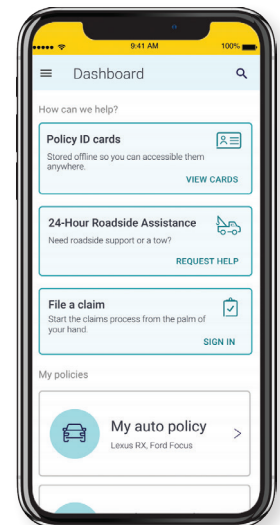 9:41 AM
100%
Dashboard
How can we help?
Policy ID cards
Stored offline so you can accessible them
anywhere.
VIEW CARDS
24-Hour Roadside Assistance
Need roadside support or a tow?
REQUEST HELP
File a claim
Start the claims process from the palm of
your hand.
SIGN IN
My policies
My auto policy
Lexus RX, Ford Focus